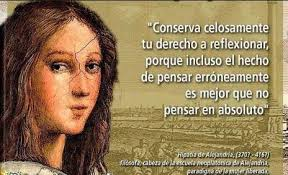 "Conserva celosamente
tu derecho a reflexionar,
porque incluso el hecho
de pensar erróneamente
es mejor que no
pensar en absoluto"
Hipatia de Alejandría, (370? - 416?)
filósofa, cabeza de la escuela neoplatónica de Alejandría,
paradigma de la mujer liberada.